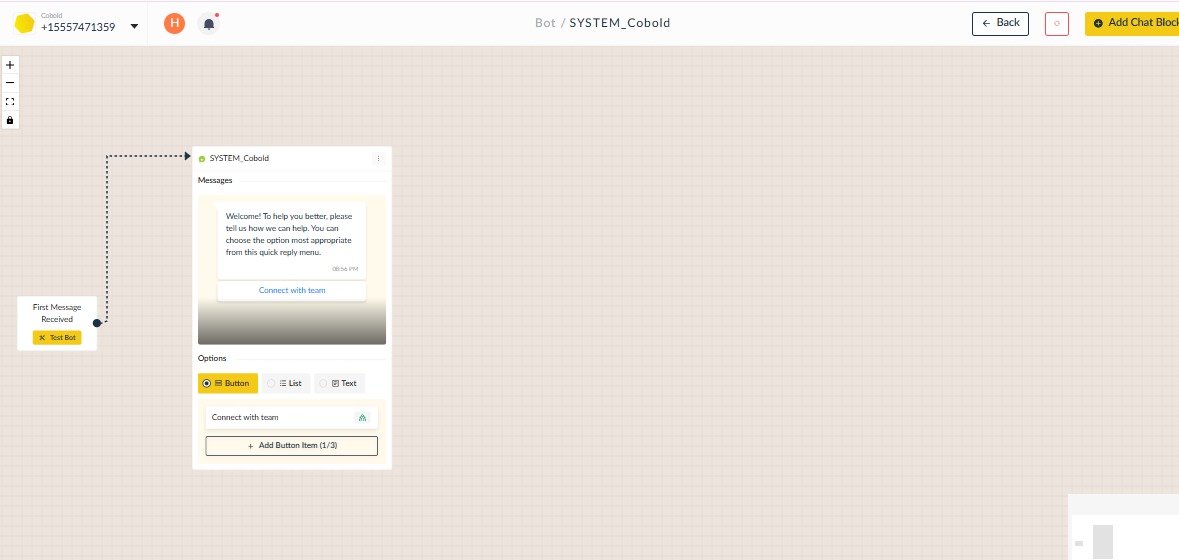 Cobold
+15557471359
H
Bot / SYSTEM_Cobold
Back
Add Chat Block
SYSTEM_Cobold
Messages
Welcome! To help you better, please
tell us how we can help. You can
choose the option most appropriate
from this quick reply menu.
08:56 PM
Connect with team
First Message
Received
Test Bot
Options
Button
List
Text
Connect with team
+ Add Button Item (1/3)